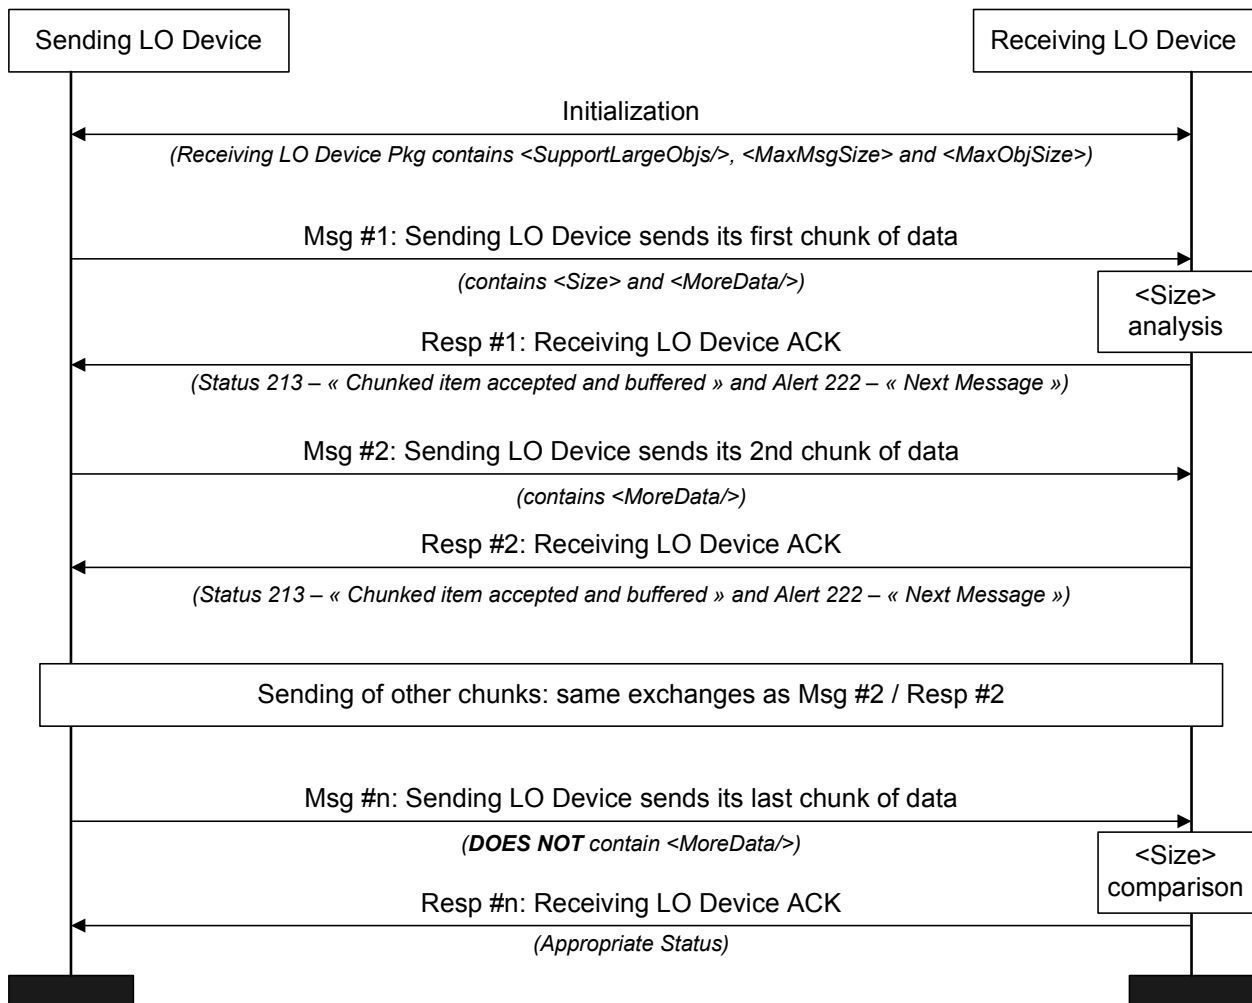 Sending LO Device
Receiving LO Device
Initialization
(Receiving LO Device Pkg contains <SupportLargeObjs/>, <MaxMsgSize> and <MaxObjSize>)
Msg #1: Sending LO Device sends its first chunk of data
(contains <Size> and <MoreData/>)
<Size>
analysis
Resp #1: Receiving LO Device ACK
(Status 213 – « Chunked item accepted and buffered » and Alert 222 – « Next Message »)
Msg #2: Sending LO Device sends its 2nd chunk of data
(contains <MoreData/>)
Resp #2: Receiving LO Device ACK
(Status 213 – « Chunked item accepted and buffered » and Alert 222 – « Next Message »)
Sending of other chunks: same exchanges as Msg #2 / Resp #2
Msg #n: Sending LO Device sends its last chunk of data
(DOES NOT contain <MoreData/>)
<Size>
comparison
Resp #n: Receiving LO Device ACK
(Appropriate Status)